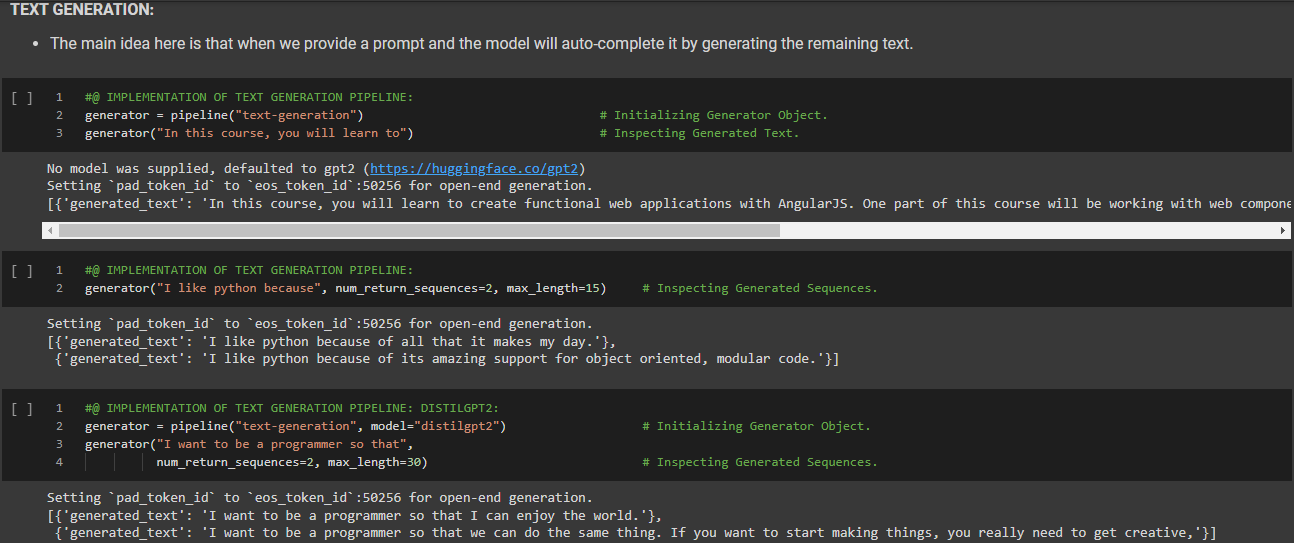 TEXT GENERATION:
• The main idea here is that when we provide a prompt and the model will auto-complete it by generating the remaining text.
[ ] 1 #@ IMPLEMENTATION OF TEXT GENERATION PIPELINE:
2 generator = pipeline("text-generation") # Initializing Generator Object.
3 generator("In this course, you will learn to") # Inspecting Generated Text.
No model was supplied, defaulted to gpt2 (https://huggingface.co/gpt2)
Setting `pad_token_id` to `eos_token_id`:50256 for open-end generation.
[{'generated_text': 'In this course, you will learn to create functional web applications with AngularJS. One part of this course will be working with web compone
[ ] 1 #@ IMPLEMENTATION OF TEXT GENERATION PIPELINE:
2 generator("I like python because", num_return_sequences=2, max_length=15) # Inspecting Generated Sequences.
Setting `pad_token_id` to `eos_token_id`:50256 for open-end generation.
[{'generated_text': 'I like python because of all that it makes my day.'},
{'generated_text': 'I like python because of its amazing support for object oriented, modular code.'}]
[ ] 1 #@ IMPLEMENTATION OF TEXT GENERATION PIPELINE: DISTILGPT2:
2 generator = pipeline("text-generation", model="distilgpt2") # Initializing Generator Object.
3 generator("I want to be a programmer so that",
4 num_return_sequences=2, max_length=30) # Inspecting Generated Sequences.
Setting `pad_token_id` to `eos_token_id`:50256 for open-end generation.
[{'generated_text': 'I want to be a programmer so that I can enjoy the world.'},
{'generated_text': 'I want to be a programmer so that we can do the same thing. If you want to start making things, you really need to get creative,'}]